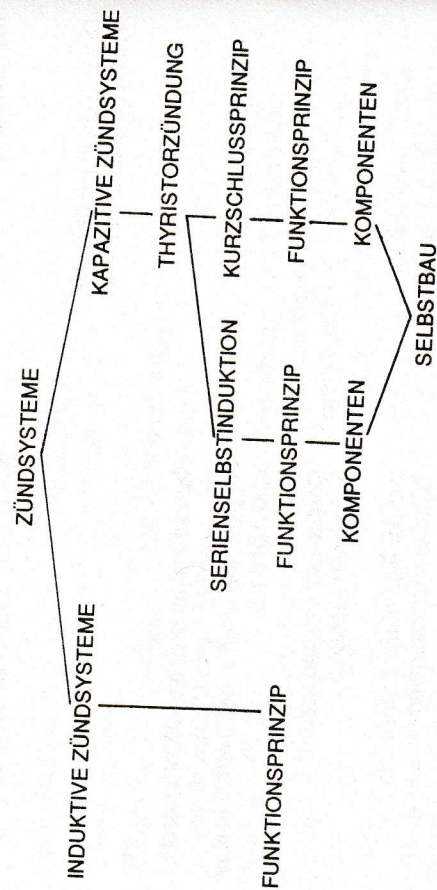 ZÜNDSYSTEME
INDUKTIVE ZÜNDSYSTEME
KAPAZITIVE ZÜNDSYSTEME
THYRISTORZÜNDUNG
SERIENSELBSTINDUKTION
KURZSCHLUSSPRINZIP
FUNKTIONSPRINZIP
FUNKTIONSPRINZIP
FUNKTIONSPRINZIP
KOMPONENTEN
KOMPONENTEN
SELBSTBAU